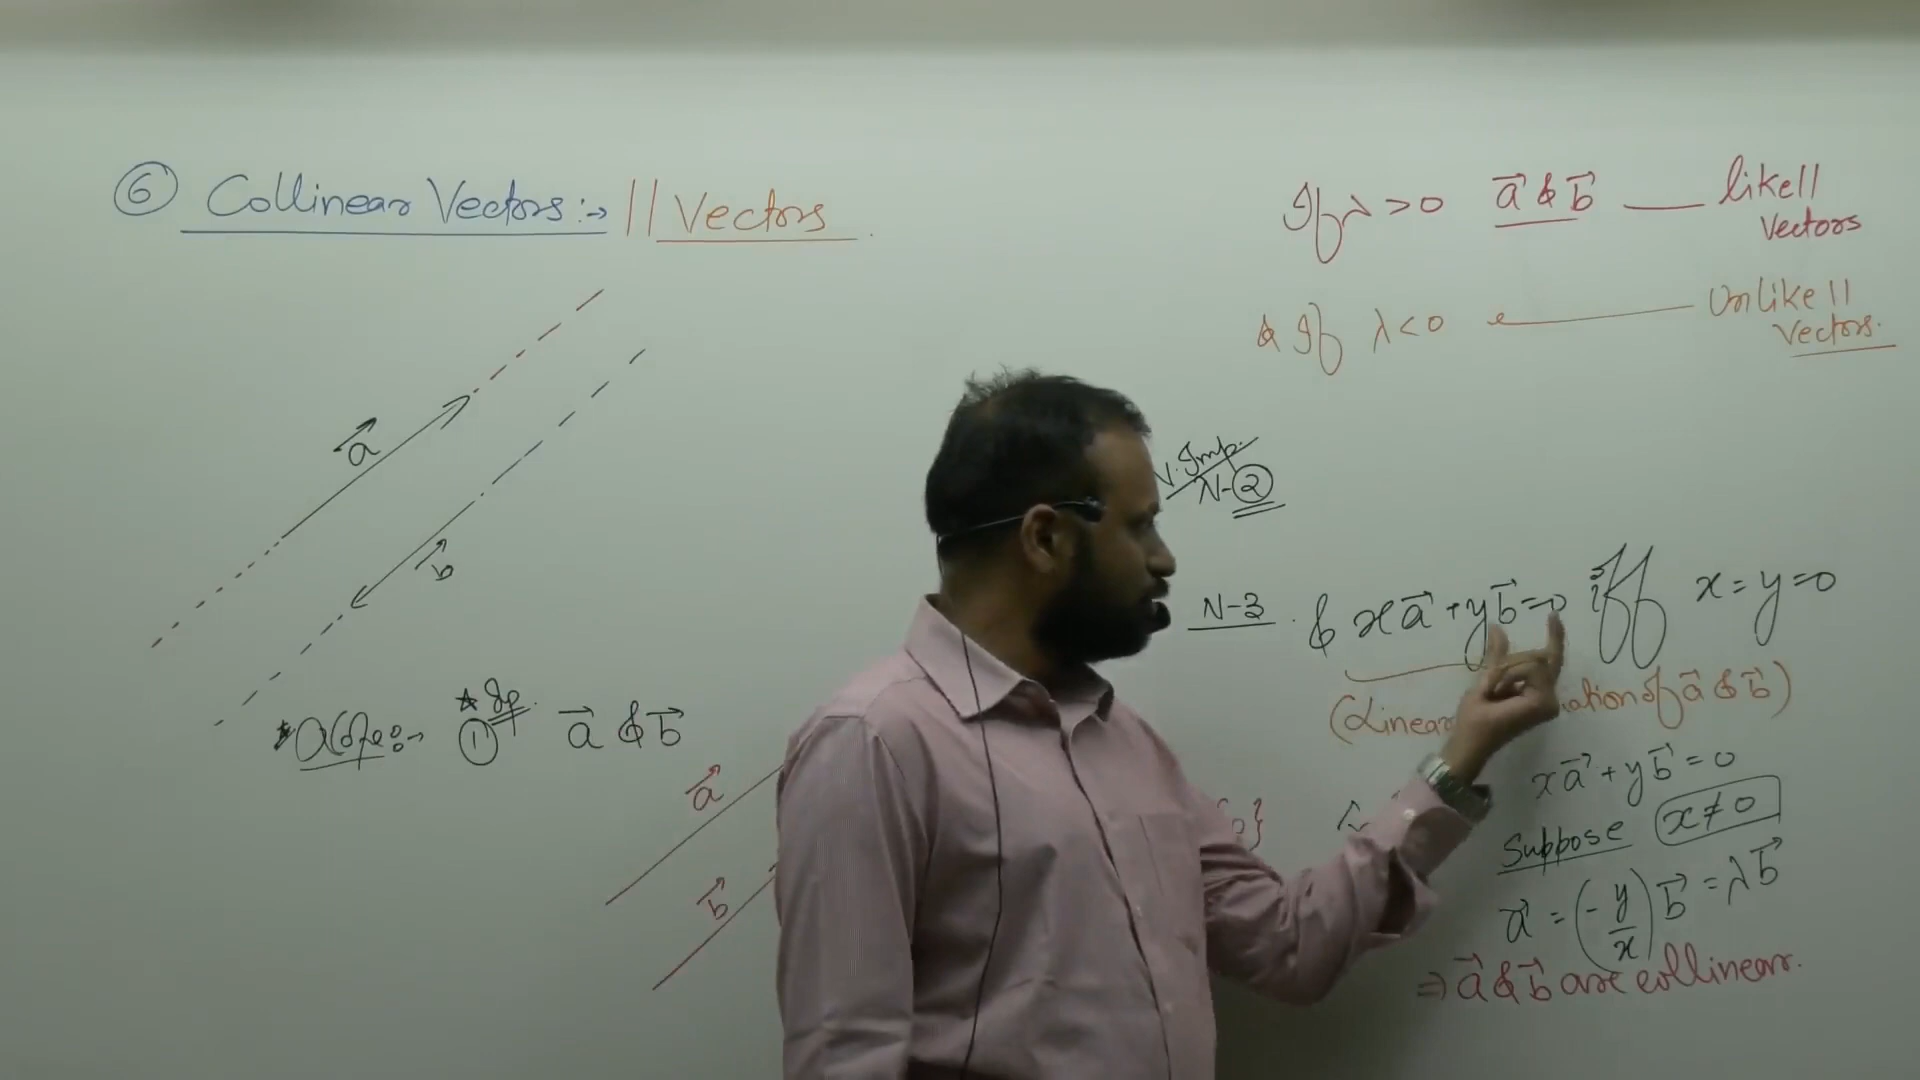 ⑥ Collinear Vectors:→ || Vectors
If λ>0 a⃗ & b⃗ — like ||
Vectors
& If λ<0 — Unlike ||
Vectors.
a⃗
b⃗
V. Imp.
N-②
N-3 & xa⃗ + yb⃗ = 0 iff x = y = 0
(Linear ation of a⃗ & b⃗)
* Note:→ ① * Ip. a⃗ & b⃗
a⃗
b⃗
xa⃗ + yb⃗ = 0
Suppose x ≠ 0
a⃗ = (-y/x) b⃗ = λb⃗
⇒ a⃗ & b⃗ are collinear.